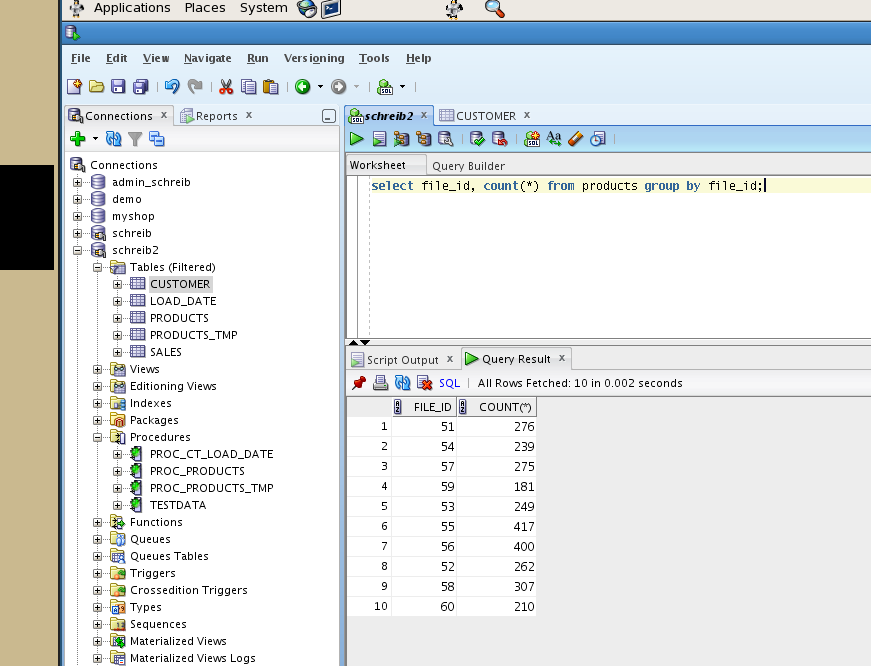 Applications Places System
File Edit View Navigate Run Versioning Tools Help
Connections x Reports x
schreib2 x CUSTOMER x
Worksheet Query Builder
select file_id, count(*) from products group by file_id;
Connections
admin_schreib
demo
myshop
schreib
schreib2
Tables (Filtered)
CUSTOMER
LOAD_DATE
PRODUCTS
PRODUCTS_TMP
SALES
Views
Editioning Views
Indexes
Packages
Procedures
PROC_CT_LOAD_DATE
PROC_PRODUCTS
PROC_PRODUCTS_TMP
TESTDATA
Functions
Queues
Queues Tables
Triggers
Crossedition Triggers
Types
Sequences
Materialized Views
Materialized Views Logs
Script Output x Query Result x
SQL | All Rows Fetched: 10 in 0.002 seconds
FILE_ID COUNT(*)
1 51 276
2 54 239
3 57 275
4 59 181
5 53 249
6 55 417
7 56 400
8 52 262
9 58 307
10 60 210